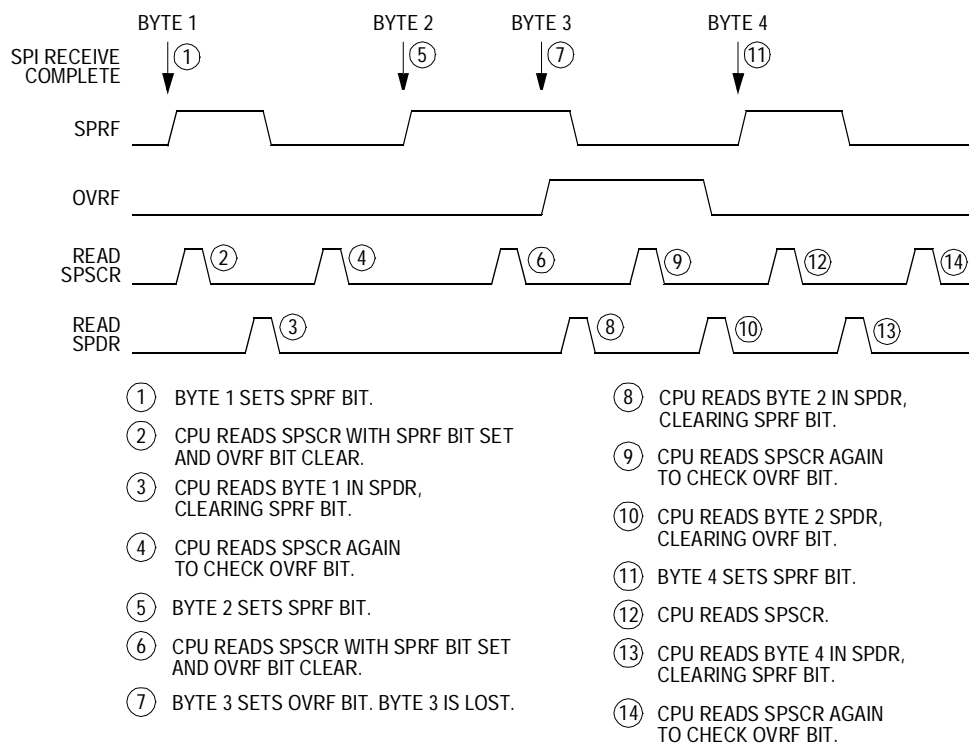 BYTE 1 BYTE 2 BYTE 3 BYTE 4
SPI RECEIVE
COMPLETE
1 5 7 11
SPRF
OVRF
READ
SPSCR
2 4 6 9 12 14
READ
SPDR
3 8 10 13
1 BYTE 1 SETS SPRF BIT.
2 CPU READS SPSCR WITH SPRF BIT SET
AND OVRF BIT CLEAR.
3 CPU READS BYTE 1 IN SPDR,
CLEARING SPRF BIT.
4 CPU READS SPSCR AGAIN
TO CHECK OVRF BIT.
5 BYTE 2 SETS SPRF BIT.
6 CPU READS SPSCR WITH SPRF BIT SET
AND OVRF BIT CLEAR.
7 BYTE 3 SETS OVRF BIT. BYTE 3 IS LOST.
8 CPU READS BYTE 2 IN SPDR,
CLEARING SPRF BIT.
9 CPU READS SPSCR AGAIN
TO CHECK OVRF BIT.
10 CPU READS BYTE 2 SPDR,
CLEARING OVRF BIT.
11 BYTE 4 SETS SPRF BIT.
12 CPU READS SPSCR.
13 CPU READS BYTE 4 IN SPDR,
CLEARING SPRF BIT.
14 CPU READS SPSCR AGAIN
TO CHECK OVRF BIT.